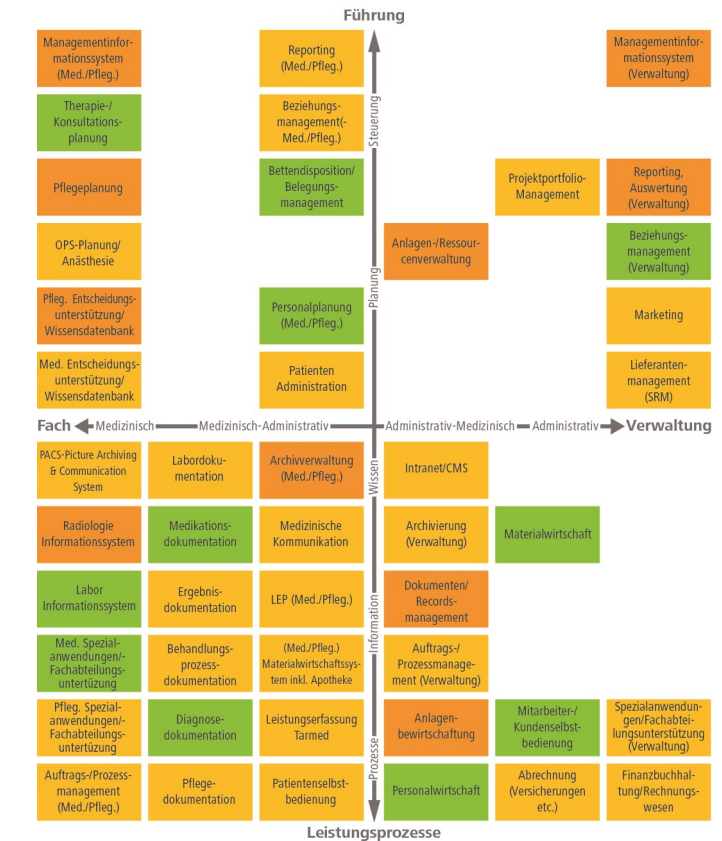 Führung
Managementinfor-
mationssystem
(Med./Pfleg.)
Reporting
(Med./Pfleg.)
Managementinfor-
mationssystem
(Verwaltung)
Therapie-/
Konsultations-
planung
Beziehungs-
management(-
Med./Pfleg.)
Steuerung
Pflegeplanung
Bettendisposition/
Belegungs-
management
Projektportfolio-
Management
Reporting,
Auswertung
(Verwaltung)
OPS-Planung/
Anästhesie
Anlagen-/Ressour-
cenverwaltung
Beziehungs-
management
(Verwaltung)
Planung
Pfleg. Entscheidungs-
unterstützung/
Wissensdatenbank
Personalplanung
(Med./Pfleg.)
Marketing
Med. Entscheidungs-
unterstützung/
Wissensdatenbank
Patienten
Administration
Lieferanten-
management
(SRM)
Fach Medizinisch Medizinisch-Administrativ Administrativ-Medizinisch Administrativ Verwaltung
PACS-Picture Archiving
& Communication
System
Labordoku-
mentation
Archivverwaltung
(Med./Pfleg.)
Wissen
Intranet/CMS
Radiologie
Informationssystem
Medikations-
dokumentation
Medizinische
Kommunikation
Archivierung
(Verwaltung)
Materialwirtschaft
Labor
Informationssystem
Ergebnis-
dokumentation
LEP (Med./Pfleg.)
Dokumenten/
Records-
management
Information
Med. Spezial-
anwendungen/-
Fachabteilungs-
untertüzung
Behandlungs-
prozess-
dokumentation
(Med./Pfleg.)
Materialwirtschaftssys-
tem inkl. Apotheke
Auftrags-/
Prozessmanage-
ment (Verwaltung)
Pfleg. Spezial-
anwendungen/-
Fachabteilungs-
untertüzung
Diagnose-
dokumentation
Leistungserfassung
Tarmed
Anlagen-
bewirtschaftung
Mitarbeiter-/
Kundenselbst-
bedienung
Spezialanwendun-
gen/Fachabtei-
lungsunterstützung
(Verwaltung)
Prozesse
Auftrags-/Prozess-
management
(Med./Pfleg.)
Pflege-
dokumentation
Patientenselbst-
bedienung
Personalwirtschaft
Abrechnung
(Versicherungen
etc.)
Finanzbuchhal-
tung/Rechnungs-
wesen
Leistungsprozesse